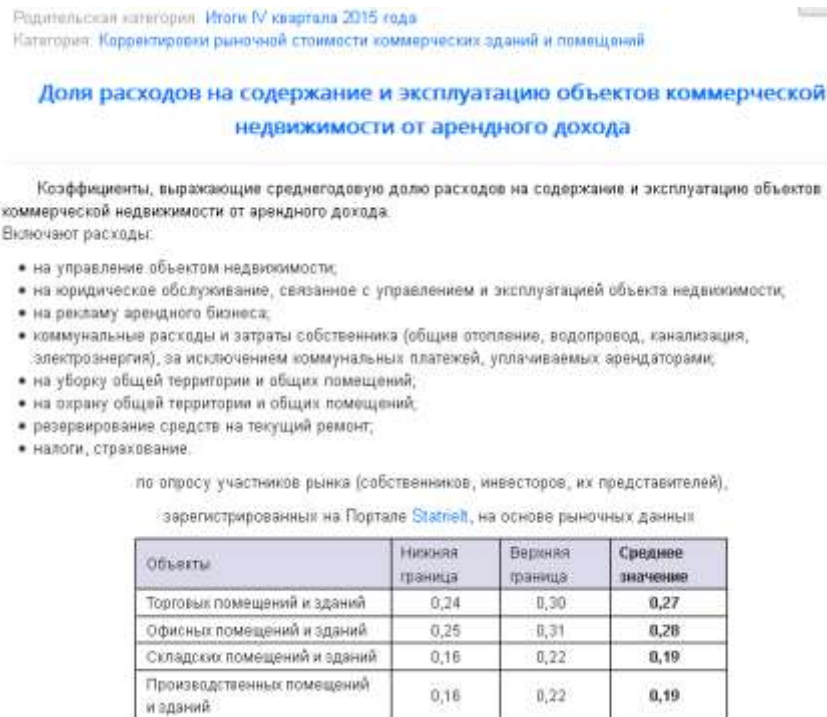 Родительская категория: Итоги IV квартала 2015 года
Категория: Корректировки рыночной стоимости коммерческих зданий и помещений
Доля расходов на содержание и эксплуатацию объектов коммерческой
недвижимости от арендного дохода
Коэффициенты, выражающие среднегодовую долю расходов на содержание и эксплуатацию объектов
коммерческой недвижимости от арендного дохода.
Включают расходы:
• на управление объектом недвижимости;
• на юридическое обслуживание, связанное с управлением и эксплуатацией объекта недвижимости;
• на рекламу арендного бизнеса;
• коммунальные расходы и затраты собственника (общие отопление, водопровод, канализация,
электроэнергия), за исключением коммунальных платежей, уплачиваемых арендаторами;
• на уборку общей территории и общих помещений;
• на охрану общей территории и общих помещений;
• резервирование средств на текущий ремонт;
• налоги, страхование.
по опросу участников рынка (собственников, инвесторов, их представителей),
зарегистрированных на Портале Statrielt, на основе рыночных данных
Объекты Нижняя граница Верхняя граница Среднее значение
Торговых помещений и зданий 0,24 0,30 0,27
Офисных помещений и зданий 0,25 0,31 0,28
Складских помещений и зданий 0,16 0,22 0,19
Производственных помещений и зданий 0,16 0,22 0,19